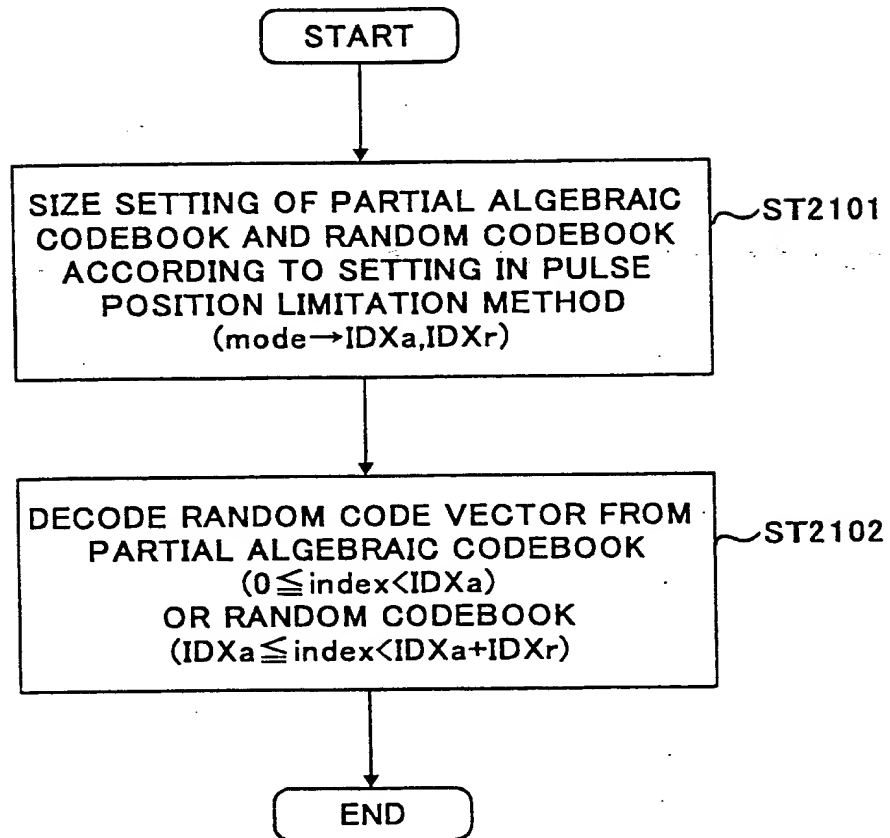 START
SIZE SETTING OF PARTIAL ALGEBRAIC
CODEBOOK AND RANDOM CODEBOOK
ACCORDING TO SETTING IN PULSE
POSITION LIMITATION METHOD
(mode→IDXa,IDXr)
ST2101
DECODE RANDOM CODE VECTOR FROM
PARTIAL ALGEBRAIC CODEBOOK
(0≦index<IDXa)
OR RANDOM CODEBOOK
(IDXa≦index<IDXa+IDXr)
ST2102
END